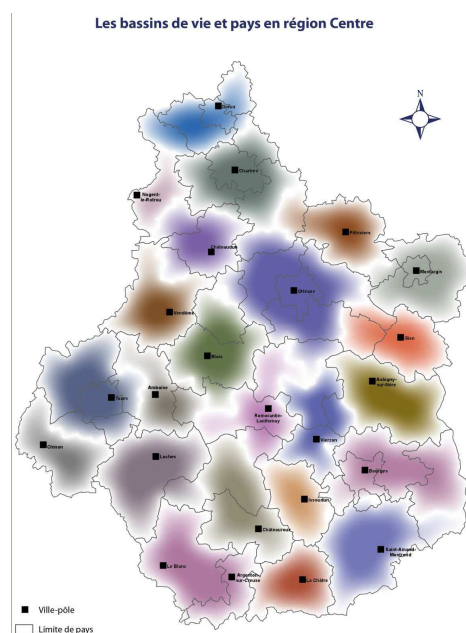 Les bassins de vie et pays en région Centre
N
Dreux
Chartres
Nogent-
le-Rotrou
Pithiviers
Châteaudun
Montargis
Orléans
Vendôme
Gien
Blois
Aubigny-
sur-Nère
Amboise
Tours
Romorantin-
Lanthenay
Vierzon
Chinon
Loches
Bourges
Issoudun
Châteauroux
Saint-Amand-
Montrond
Le Blanc
Argenton-
sur-Creuse
La Châtre
Ville-pôle
Limite de pays